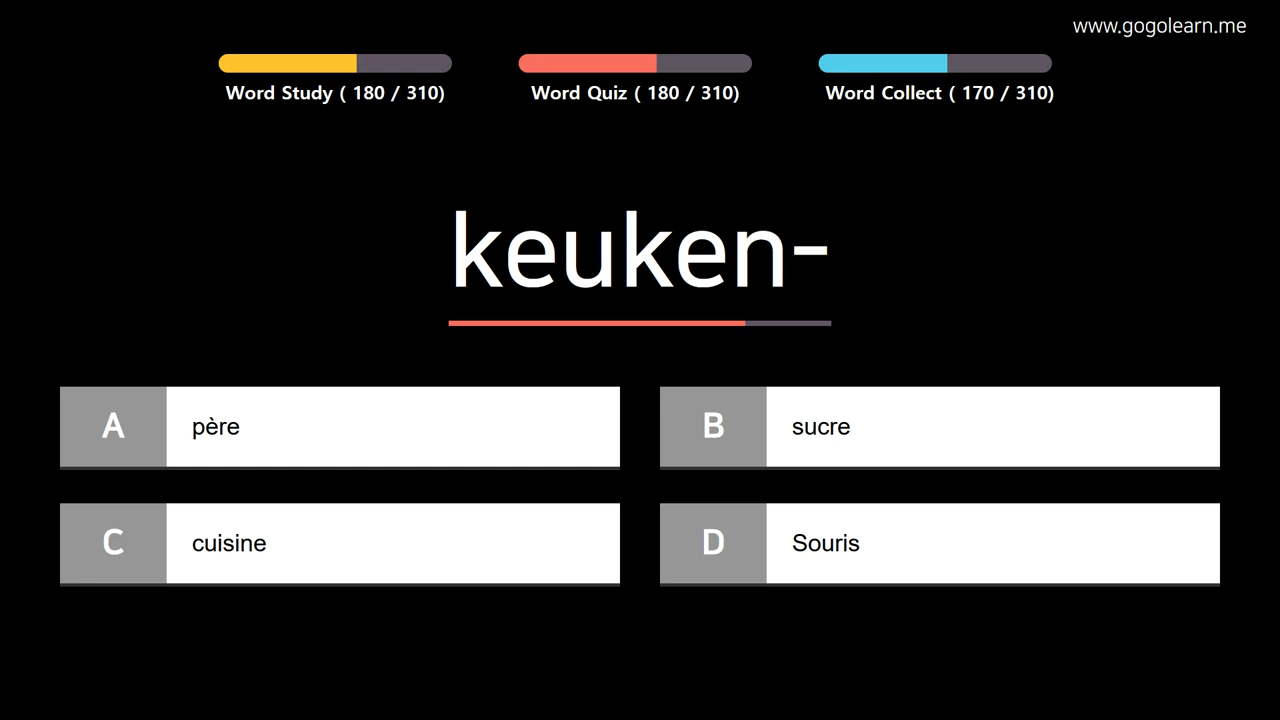 www.gogolearn.me
Word Study ( 180 / 310)
Word Quiz ( 180 / 310)
Word Collect ( 170 / 310)
keuken-
A père
B sucre
C cuisine
D Souris